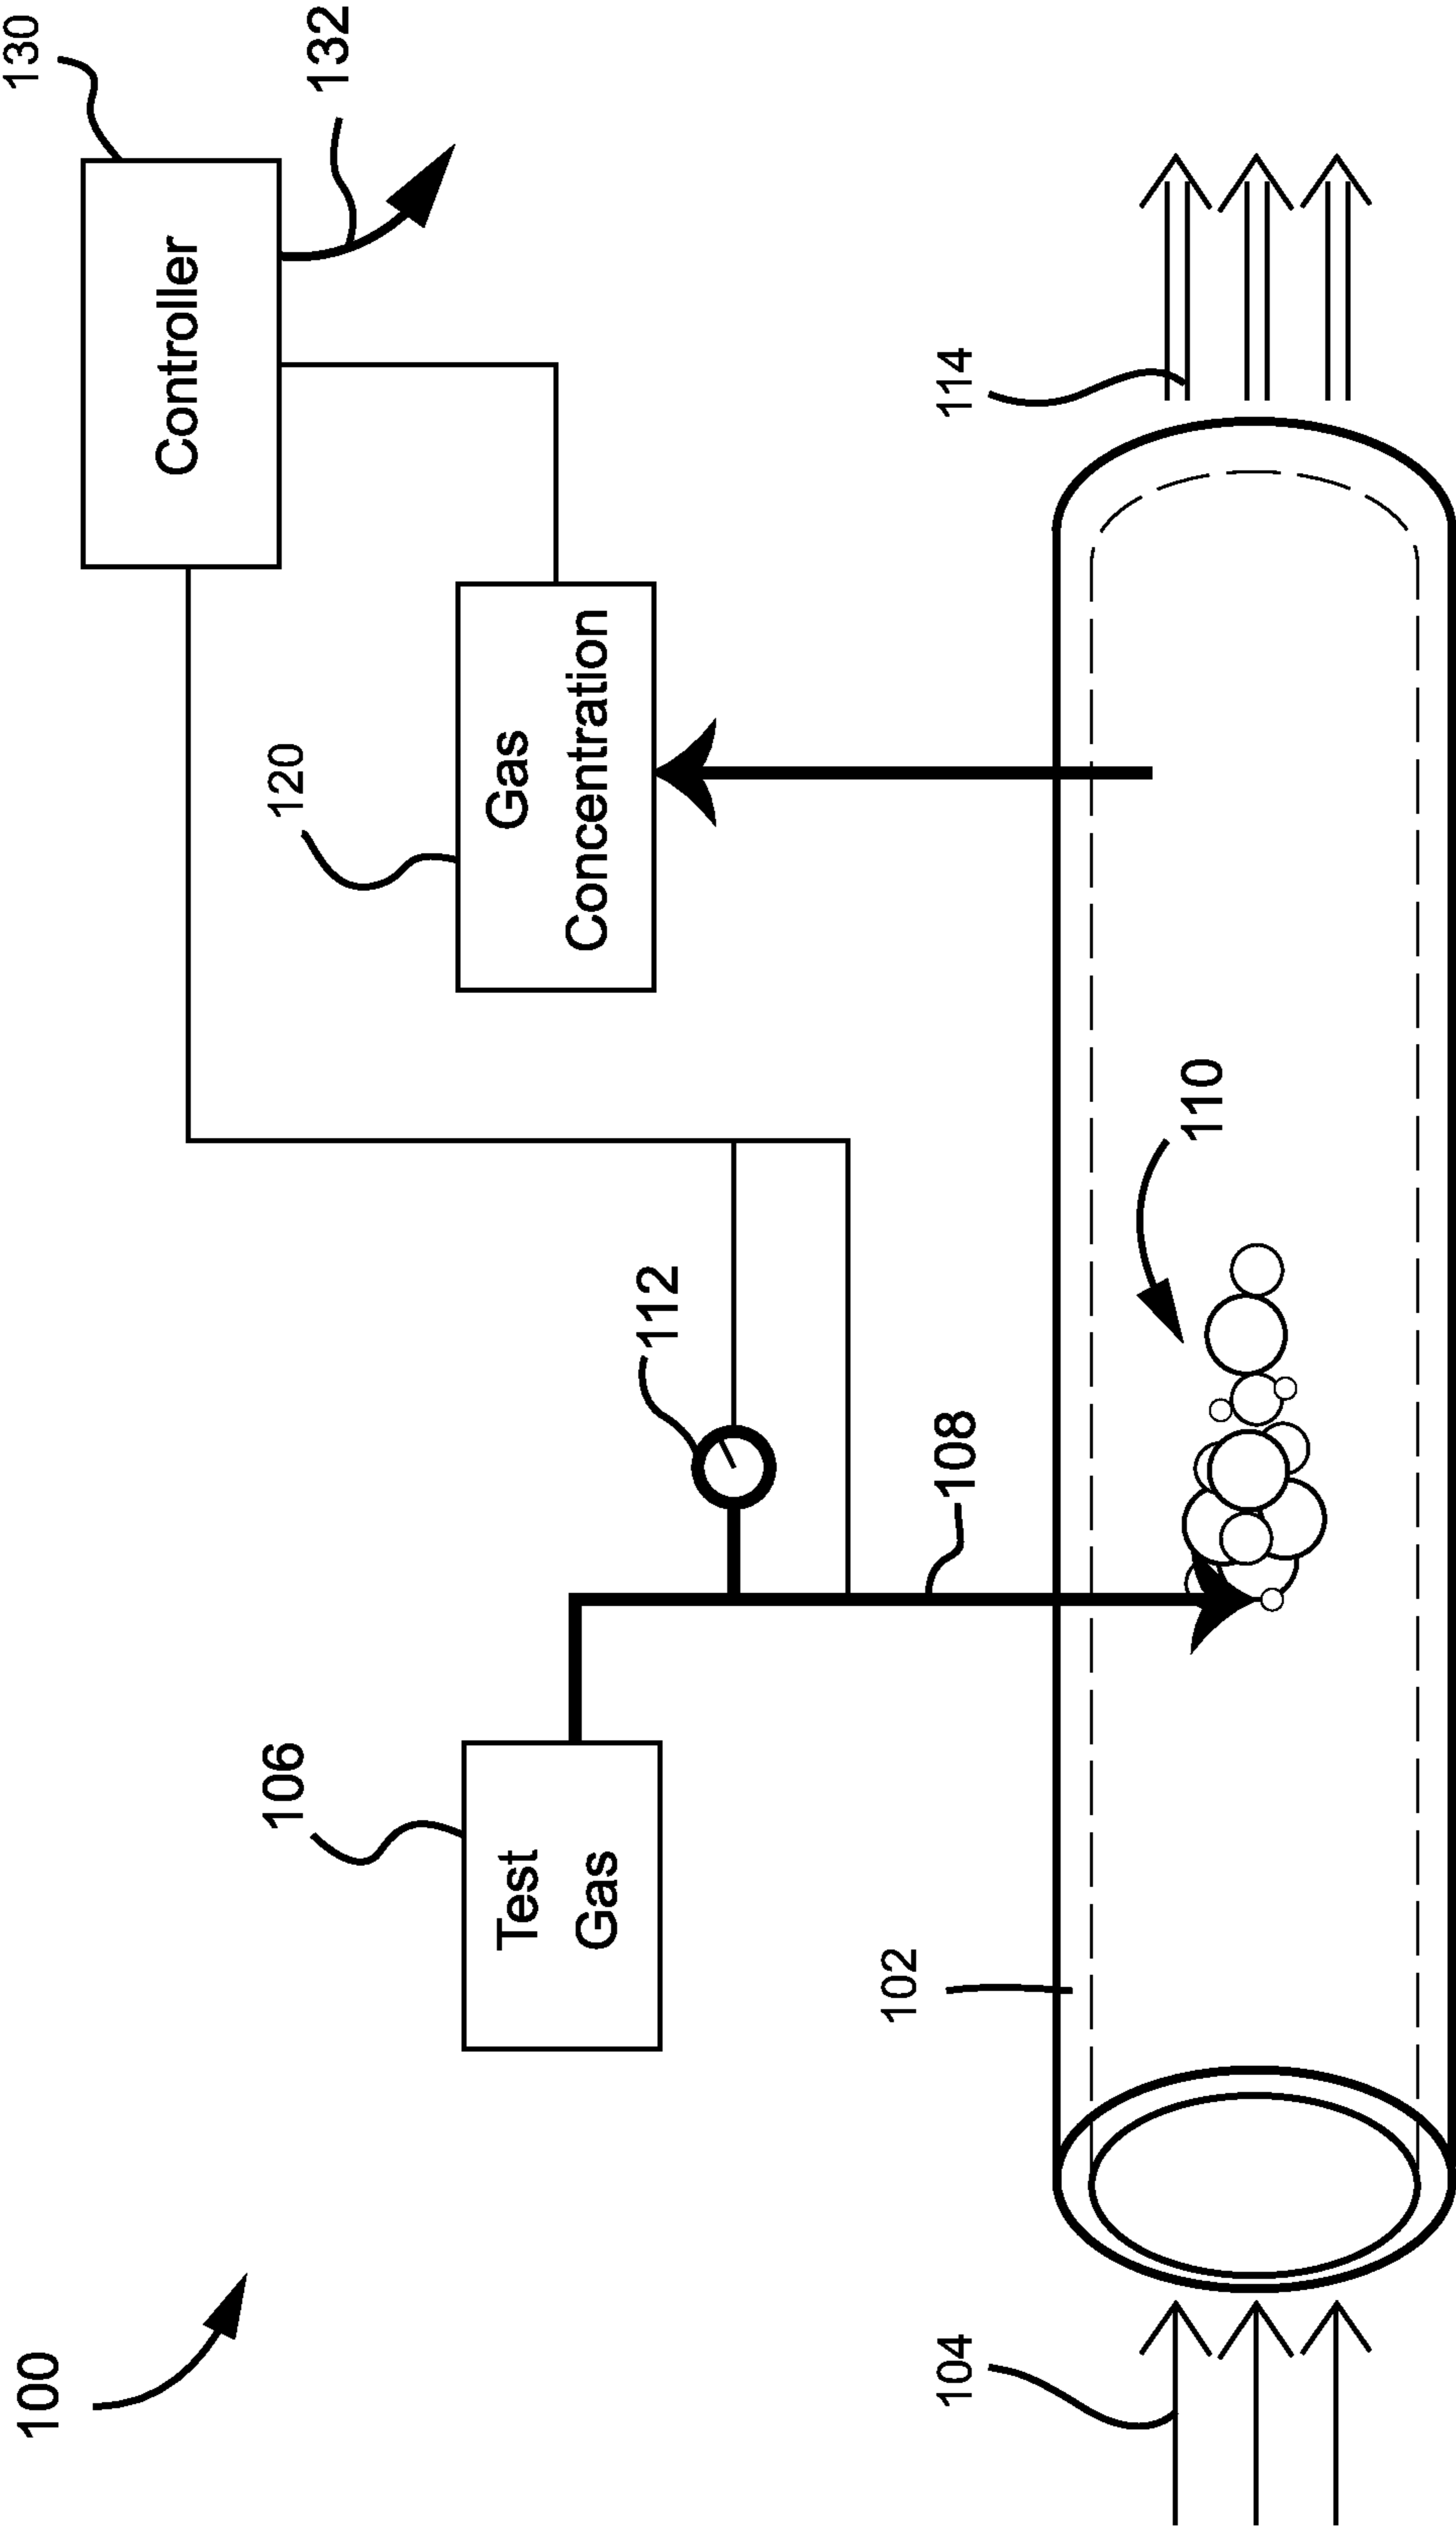 100
130
Controller
132
120
Gas
Concentration
106
Test
Gas
112
108
102
110
104
114